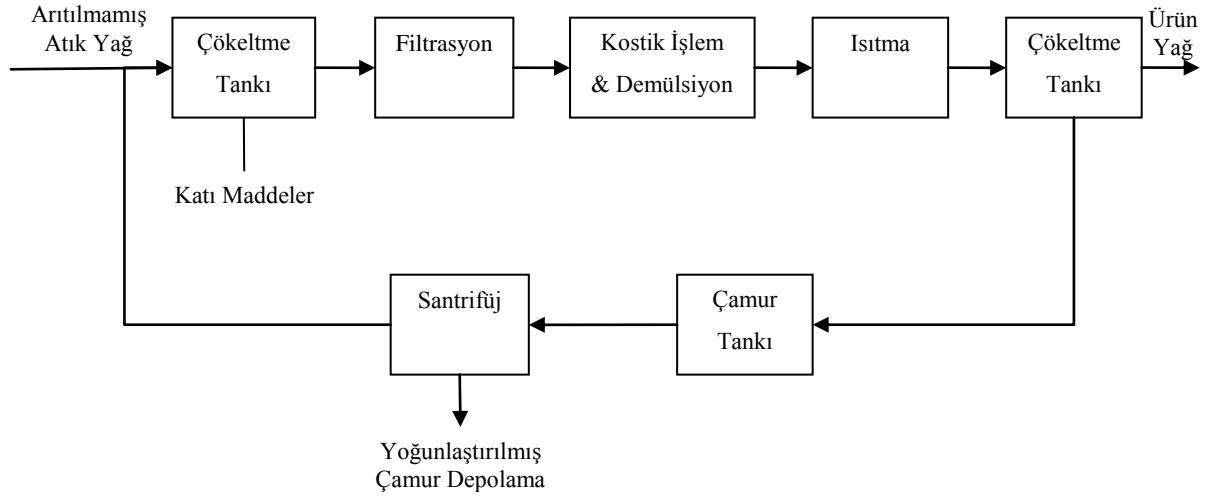 Arıtılmamış
Atık Yağ
Çökeltme
Tankı
Filtrasyon
Kostik İşlem
& Demülsiyon
Isıtma
Çökeltme
Tankı
Ürün
Yağ
Katı Maddeler
Santrifüj
Çamur
Tankı
Yoğunlaştırılmış
Çamur Depolama